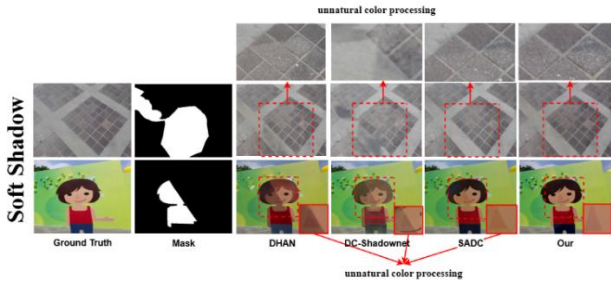 unnatural color processing
Soft Shadow
Ground Truth
Mask
DHAN
DC-Shadownet
SADC
Our
unnatural color processing